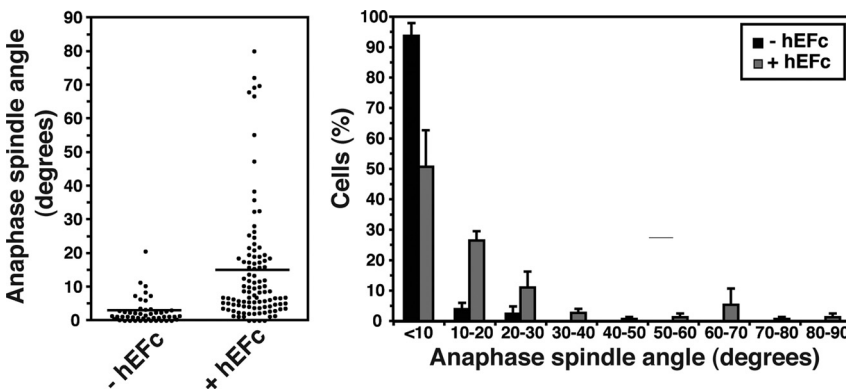 Anaphase spindle angle
(degrees)
90
80
70
60
50
40
30
20
10
0
- hEFc
+ hEFc
Cells (%)
100
90
80
70
60
50
40
30
20
10
0
- hEFc
+ hEFc
<10 10-20 20-30 30-40 40-50 50-60 60-70 70-80 80-90
Anaphase spindle angle (degrees)